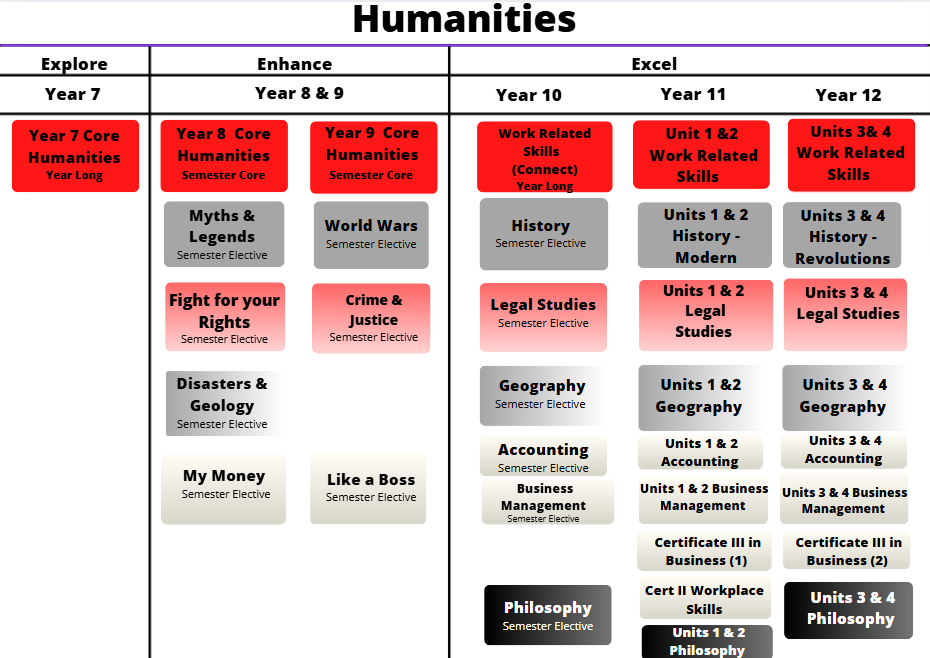 Humanities
Explore
Enhance
Excel
Year 7
Year 8 & 9
Year 10
Year 11
Year 12
Year 7 Core
Humanities
Year Long
Year 8 Core
Humanities
Semester Core
Year 9 Core
Humanities
Semester Core
Work Related
Skills
(Connect)
Year Long
Unit 1 &2
Work Related
Skills
Units 3& 4
Work Related
Skills
Myths &
Legends
Semester Elective
World Wars
Semester Elective
History
Semester Elective
Units 1 & 2
History -
Modern
Units 3 & 4
History -
Revolutions
Fight for your
Rights
Semester Elective
Crime &
Justice
Semester Elective
Legal Studies
Semester Elective
Units 1 & 2
Legal
Studies
Units 3 & 4
Legal Studies
Disasters &
Geology
Semester Elective
Geography
Semester Elective
Units 1 &2
Geography
Units 3 & 4
Geography
Accounting
Semester Elective
Units 1 & 2
Accounting
Units 3 & 4
Accounting
My Money
Semester Elective
Like a Boss
Semester Elective
Business
Management
Semester Elective
Units 1 & 2 Business
Management
Units 3 & 4 Business
Management
Certificate III in
Business (1)
Certificate III in
Business (2)
Cert II Workplace
Skills
Philosophy
Semester Elective
Units 1 & 2
Philosophy
Units 3 & 4
Philosophy